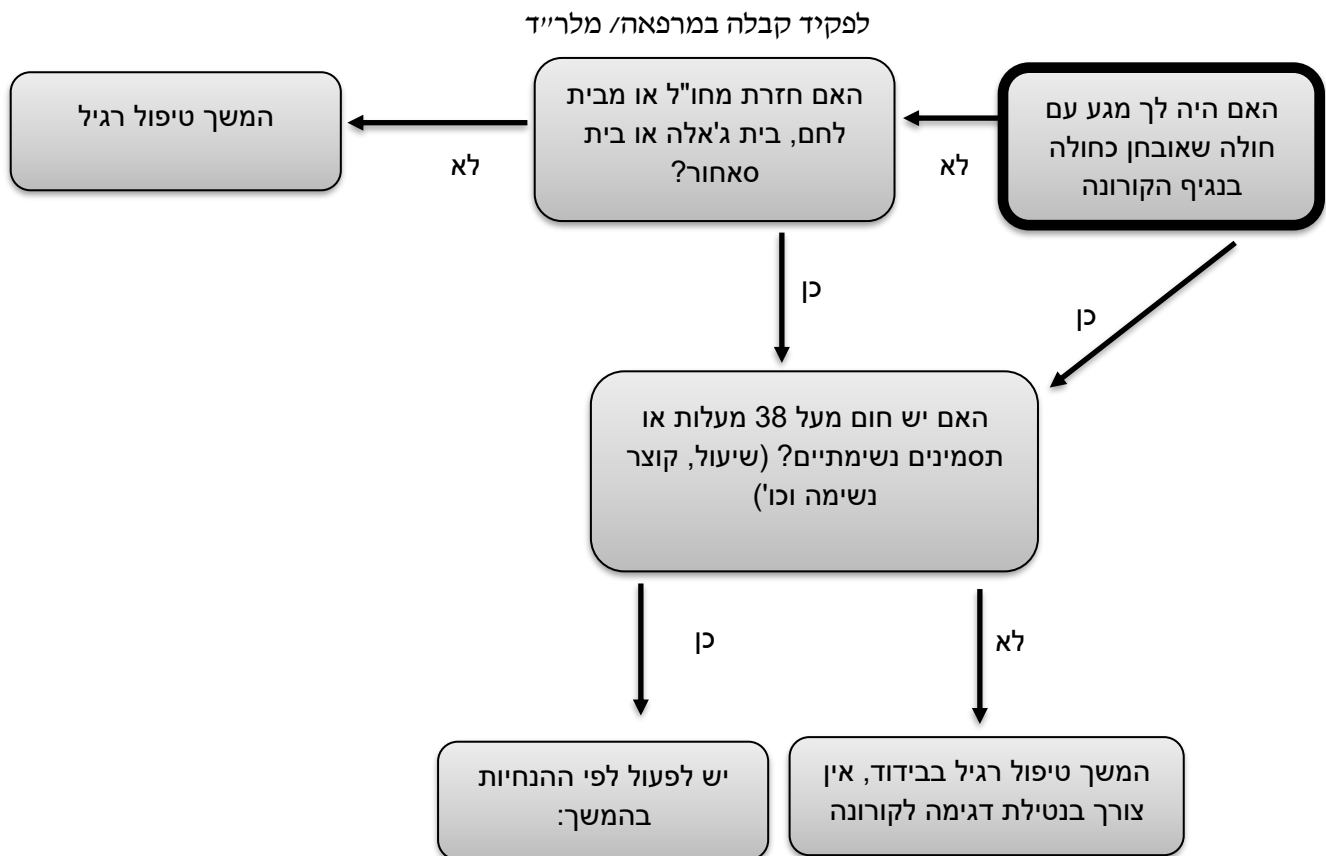 לפקיד קבלה במרפאה/ מלר״ד
האם היה לך מגע עם
חולה שאובחן כחולה
בנגיף הקורונה
לא
האם חזרת מחו"ל או מבית
לחם, בית ג'אלה או בית
סאחור?
לא
המשך טיפול רגיל
כן
כן
האם יש חום מעל 38 מעלות או
תסמינים נשימתיים? (שיעול, קוצר
נשימה וכו')
לא
כן
המשך טיפול רגיל בבידוד, אין
צורך בנטילת דגימה לקורונה
יש לפעול לפי ההנחיות
בהמשך: